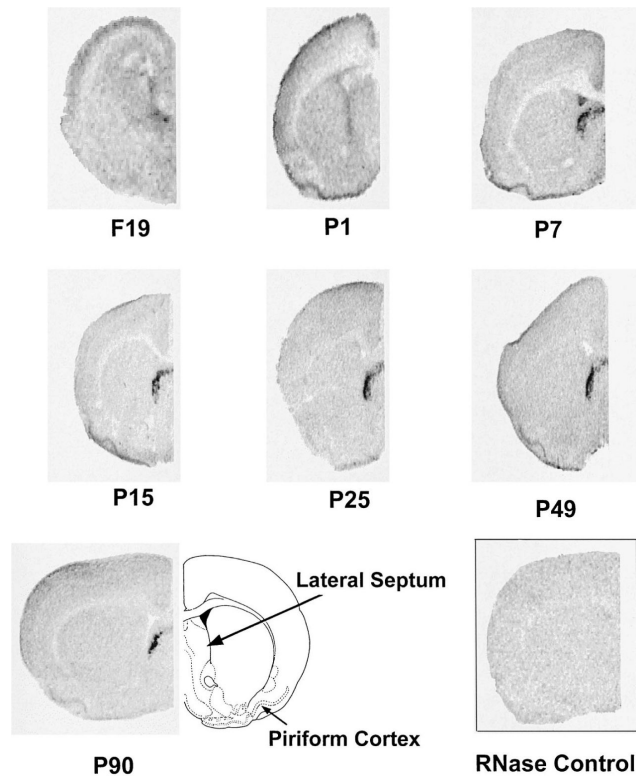 F19
P1
P7
P15
P25
P49
Lateral Septum
Piriform Cortex
P90
RNase Control